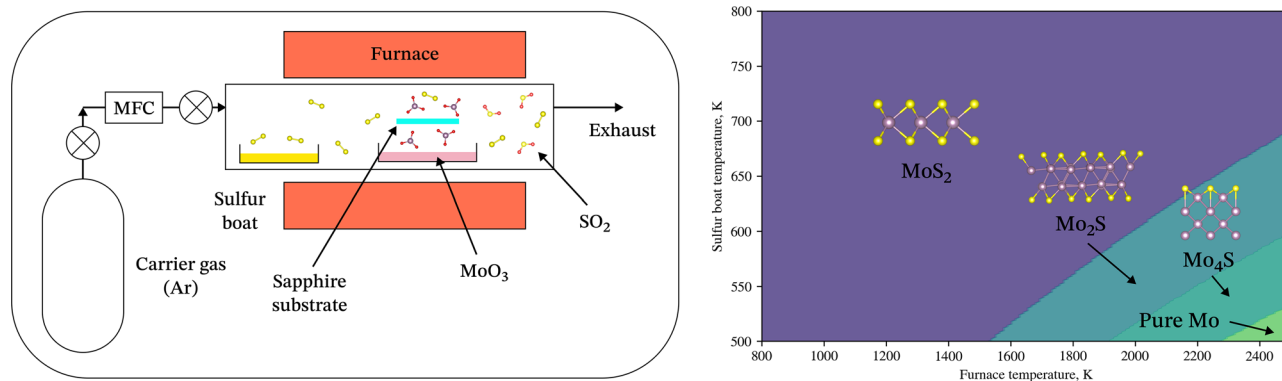 Furnace
MFC
Exhaust
Sulfur
boat
SO2
Carrier gas
(Ar)
Sapphire
substrate
MoO3
800
750
700
650
600
550
500
Sulfur boat temperature, K
MoS2
Mo2S
Mo4S
Pure Mo
800
1000
1200
1400
1600
1800
2000
2200
2400
Furnace temperature, K